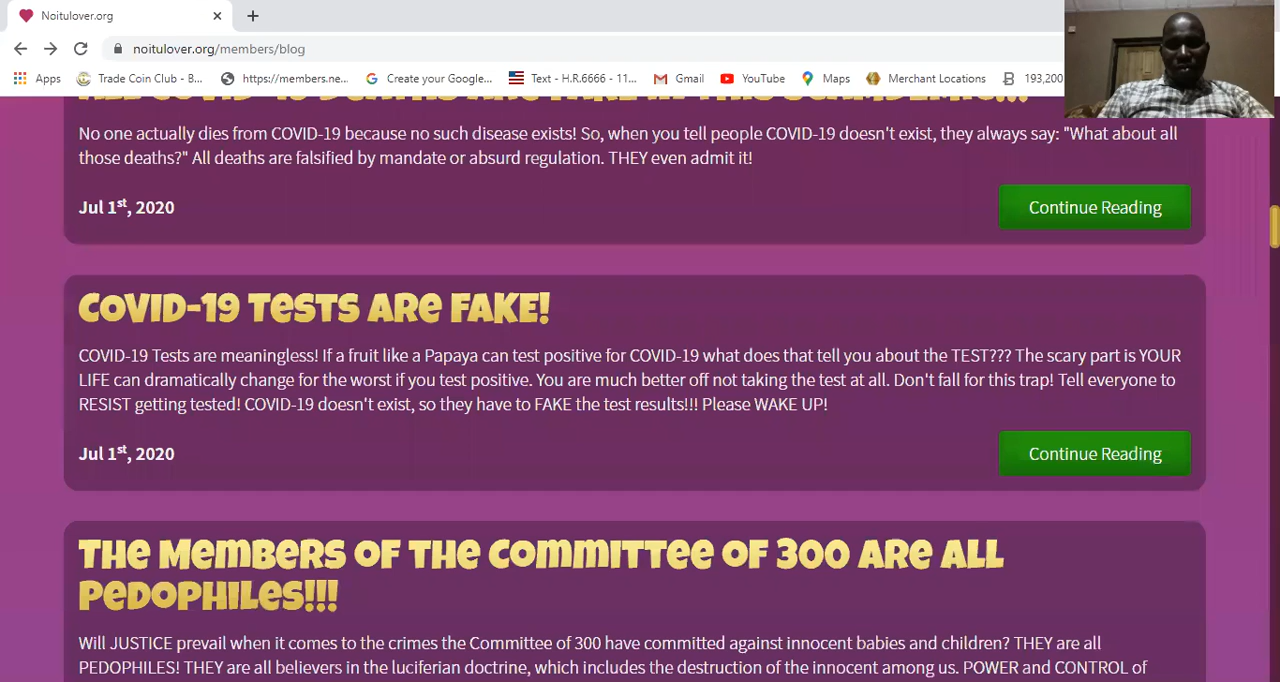 Noitulover.org
noitulover.org/members/blog
Apps
Trade Coin Club - B...
https://members.ne...
Create your Google...
Text - H.R.6666 - 11...
Gmail
YouTube
Maps
Merchant Locations
193,200
No one actually dies from COVID-19 because no such disease exists! So, when you tell people COVID-19 doesn't exist, they always say: "What about all
those deaths?" All deaths are falsified by mandate or absurd regulation. THEY even admit it!
Jul 1st, 2020
Continue Reading
COVID-19 Tests are FAKE!
COVID-19 Tests are meaningless! If a fruit like a Papaya can test positive for COVID-19 what does that tell you about the TEST??? The scary part is YOUR
LIFE can dramatically change for the worst if you test positive. You are much better off not taking the test at all. Don't fall for this trap! Tell everyone to
RESIST getting tested! COVID-19 doesn't exist, so they have to FAKE the test results!!! Please WAKE UP!
Jul 1st, 2020
Continue Reading
The Members of the Committee of 300 are all
Pedophiles!!!
Will JUSTICE prevail when it comes to the crimes the Committee of 300 have committed against innocent babies and children? THEY are all
PEDOPHILES! THEY are all believers in the luciferian doctrine, which includes the destruction of the innocent among us. POWER and CONTROL of